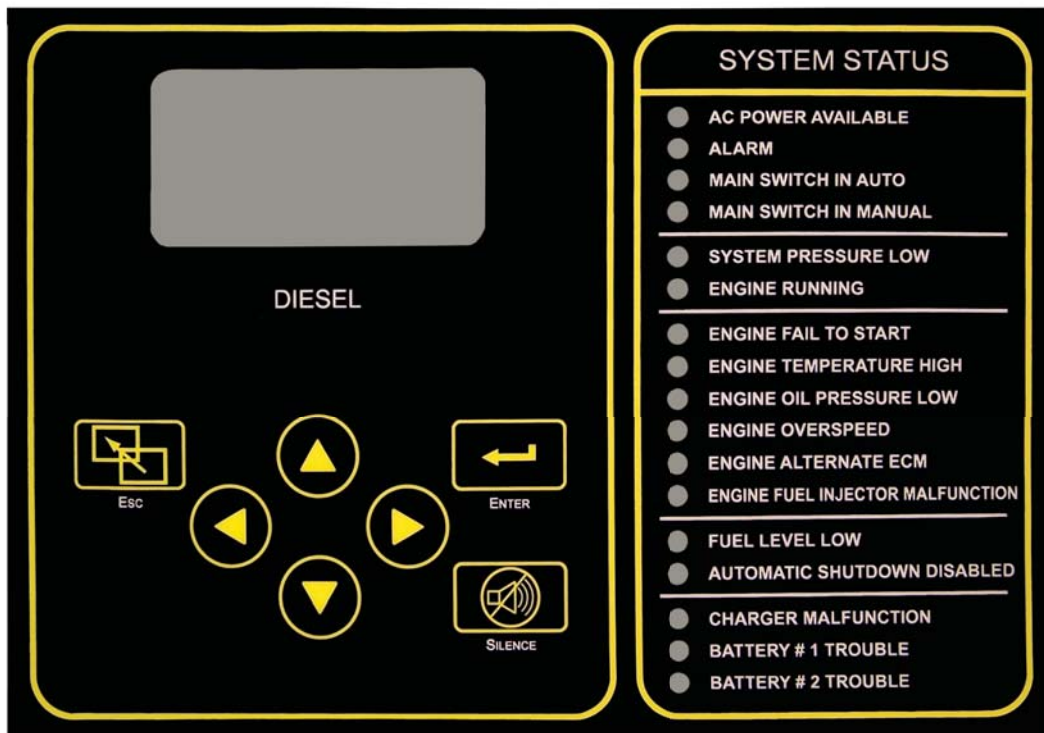 DIESEL
ESC
ENTER
SILENCE
SYSTEM STATUS
AC POWER AVAILABLE
ALARM
MAIN SWITCH IN AUTO
MAIN SWITCH IN MANUAL
SYSTEM PRESSURE LOW
ENGINE RUNNING
ENGINE FAIL TO START
ENGINE TEMPERATURE HIGH
ENGINE OIL PRESSURE LOW
ENGINE OVERSPEED
ENGINE ALTERNATE ECM
ENGINE FUEL INJECTOR MALFUNCTION
FUEL LEVEL LOW
AUTOMATIC SHUTDOWN DISABLED
CHARGER MALFUNCTION
BATTERY # 1 TROUBLE
BATTERY # 2 TROUBLE